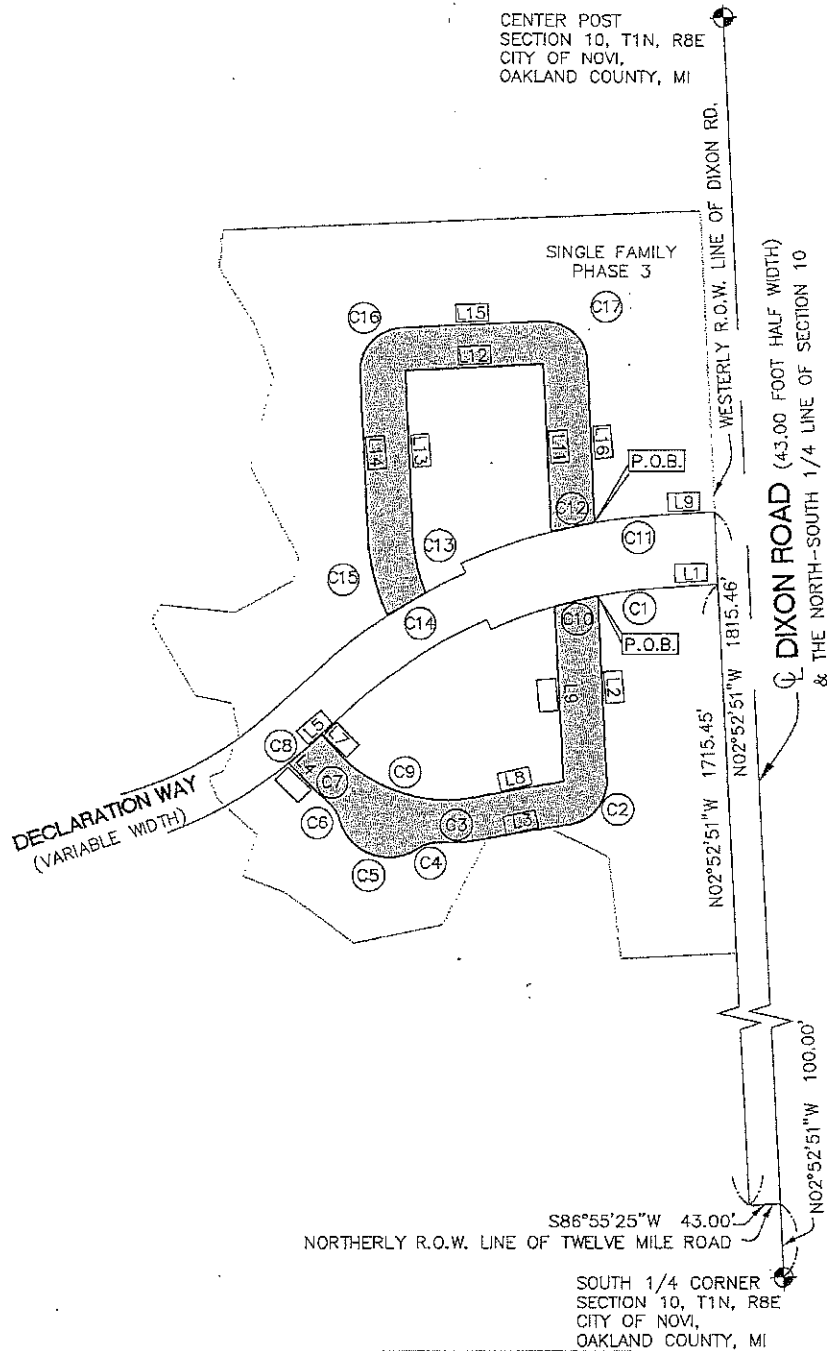 CENTER POST
SECTION 10, T1N, R8E
CITY OF NOVI,
OAKLAND COUNTY, MI
WESTERLY R.O.W. LINE OF DIXON RD.
SINGLE FAMILY
PHASE 3
C16
L15
C17
L12
L14
L13
L11
L16
P.O.B.
C12
L9
C13
C11
C15
C14
L1
C10
C1
P.O.B.
L9
L2
L5
L7
C8
L4
C7
C9
L8
C6
C3
L3
C2
C4
C5
DECLARATION WAY
(VARIABLE WIDTH)
N02°52'51"W 1715.45'
N02°52'51"W 1815.46'
℄ DIXON ROAD (43.00 FOOT HALF WIDTH)
& THE NORTH-SOUTH 1/4 LINE OF SECTION 10
N02°52'51"W 100.00'
S86°55'25"W 43.00'
NORTHERLY R.O.W. LINE OF TWELVE MILE ROAD
SOUTH 1/4 CORNER
SECTION 10, T1N, R8E
CITY OF NOVI,
OAKLAND COUNTY, MI